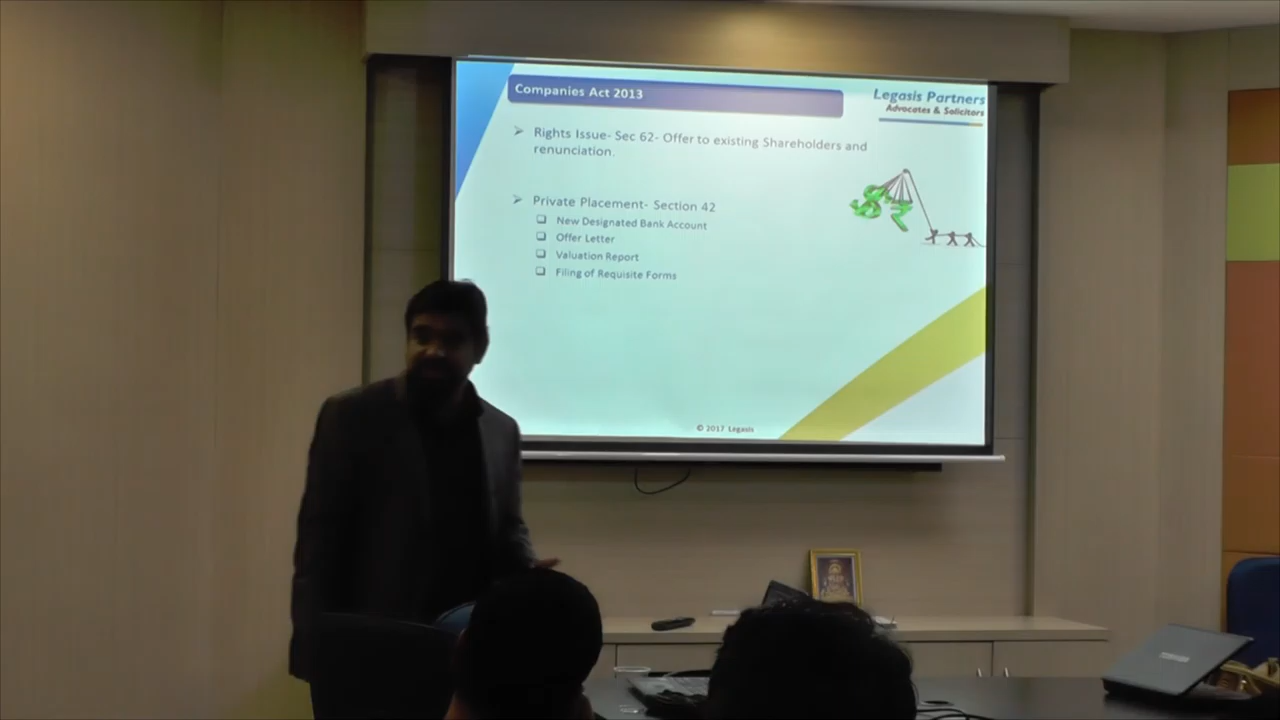 Companies Act 2013
Legasis Partners
Advocates & Solicitors
Rights Issue- Sec 62- Offer to existing Shareholders and
renunciation.
Private Placement- Section 42
New Designated Bank Account
Offer Letter
Valuation Report
Filing of Requisite Forms
© 2017 Legasis